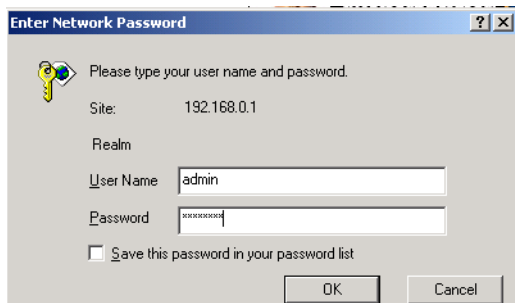 Enter Network Password
Please type your user name and password.
Site: 192.168.0.1
Realm
User Name admin
Password ××××××××
Save this password in your password list
OK Cancel